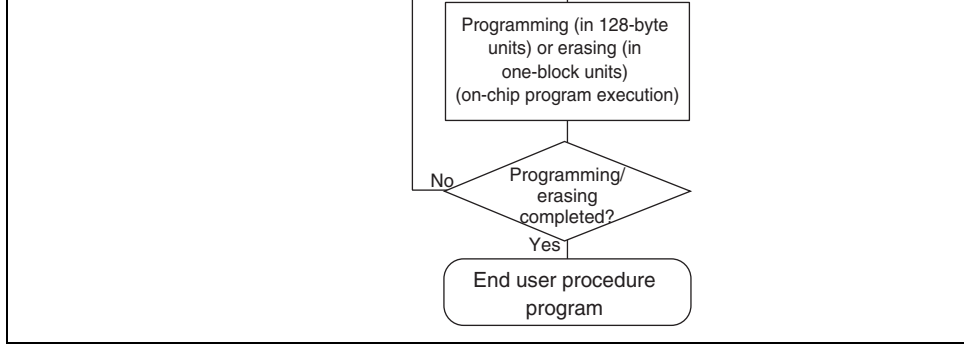 Programming (in 128-byte
units) or erasing (in
one-block units)
(on-chip program execution)
No
Programming/
erasing
completed?
Yes
End user procedure
program